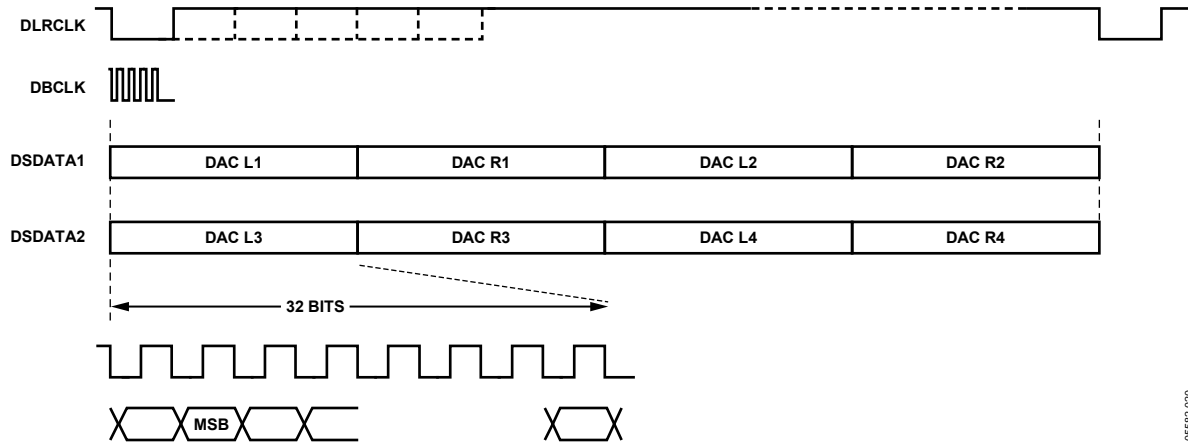 DLRCLK
DBCLK
DSDATA1 DAC L1 DAC R1 DAC L2 DAC R2
DSDATA2 DAC L3 DAC R3 DAC L4 DAC R4
32 BITS
MSB